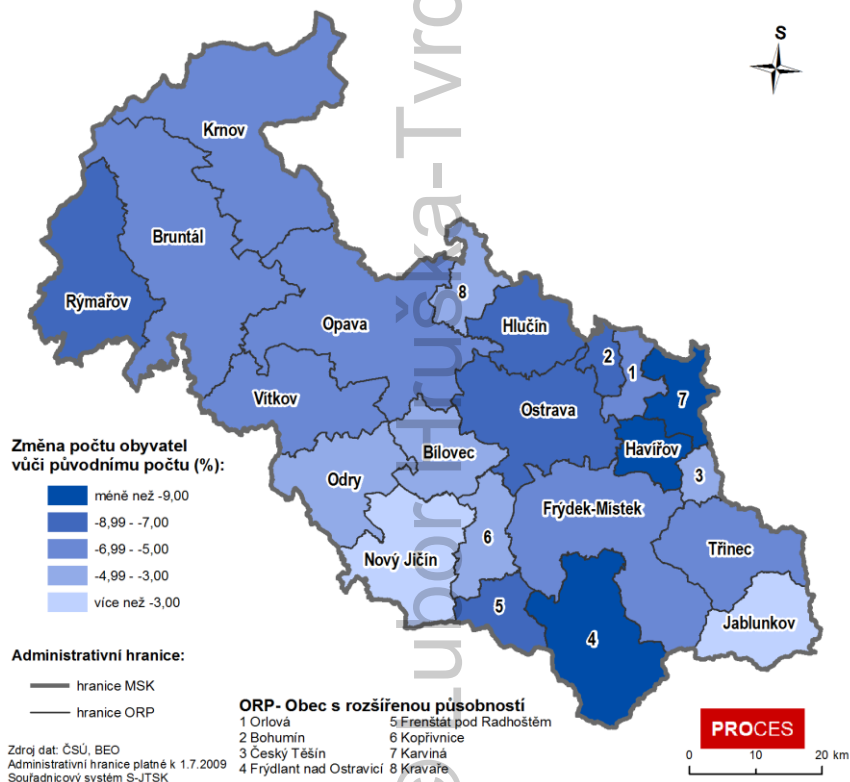 S
Krnov
Bruntál
Rýmařov
8
Opava
Hlučín
2
1
7
Vítkov
Ostrava
Havířov
Bílovec
3
Odry
Frýdek-Místek
6
Třinec
Nový Jičín
5
Jablunkov
4
Změna počtu obyvatel
vůči původnímu počtu (%):
méně než -9,00
-8,99 - -7,00
-6,99 - -5,00
-4,99 - -3,00
více než -3,00
Administrativní hranice:
hranice MSK
hranice ORP
Zdroj dat: ČSÚ, BEO
Administrativní hranice platné k 1.7.2009
Souřadnicový systém S-JTSK
ORP- Obec s rozšířenou působností
1 Orlová
2 Bohumín
3 Český Těšín
4 Frýdlant nad Ostravicí
5 Frenštát pod Radhoštěm
6 Kopřivnice
7 Karviná
8 Kravaře
PROCES
0 10 20 km
Lubor Hruška-Tvrd